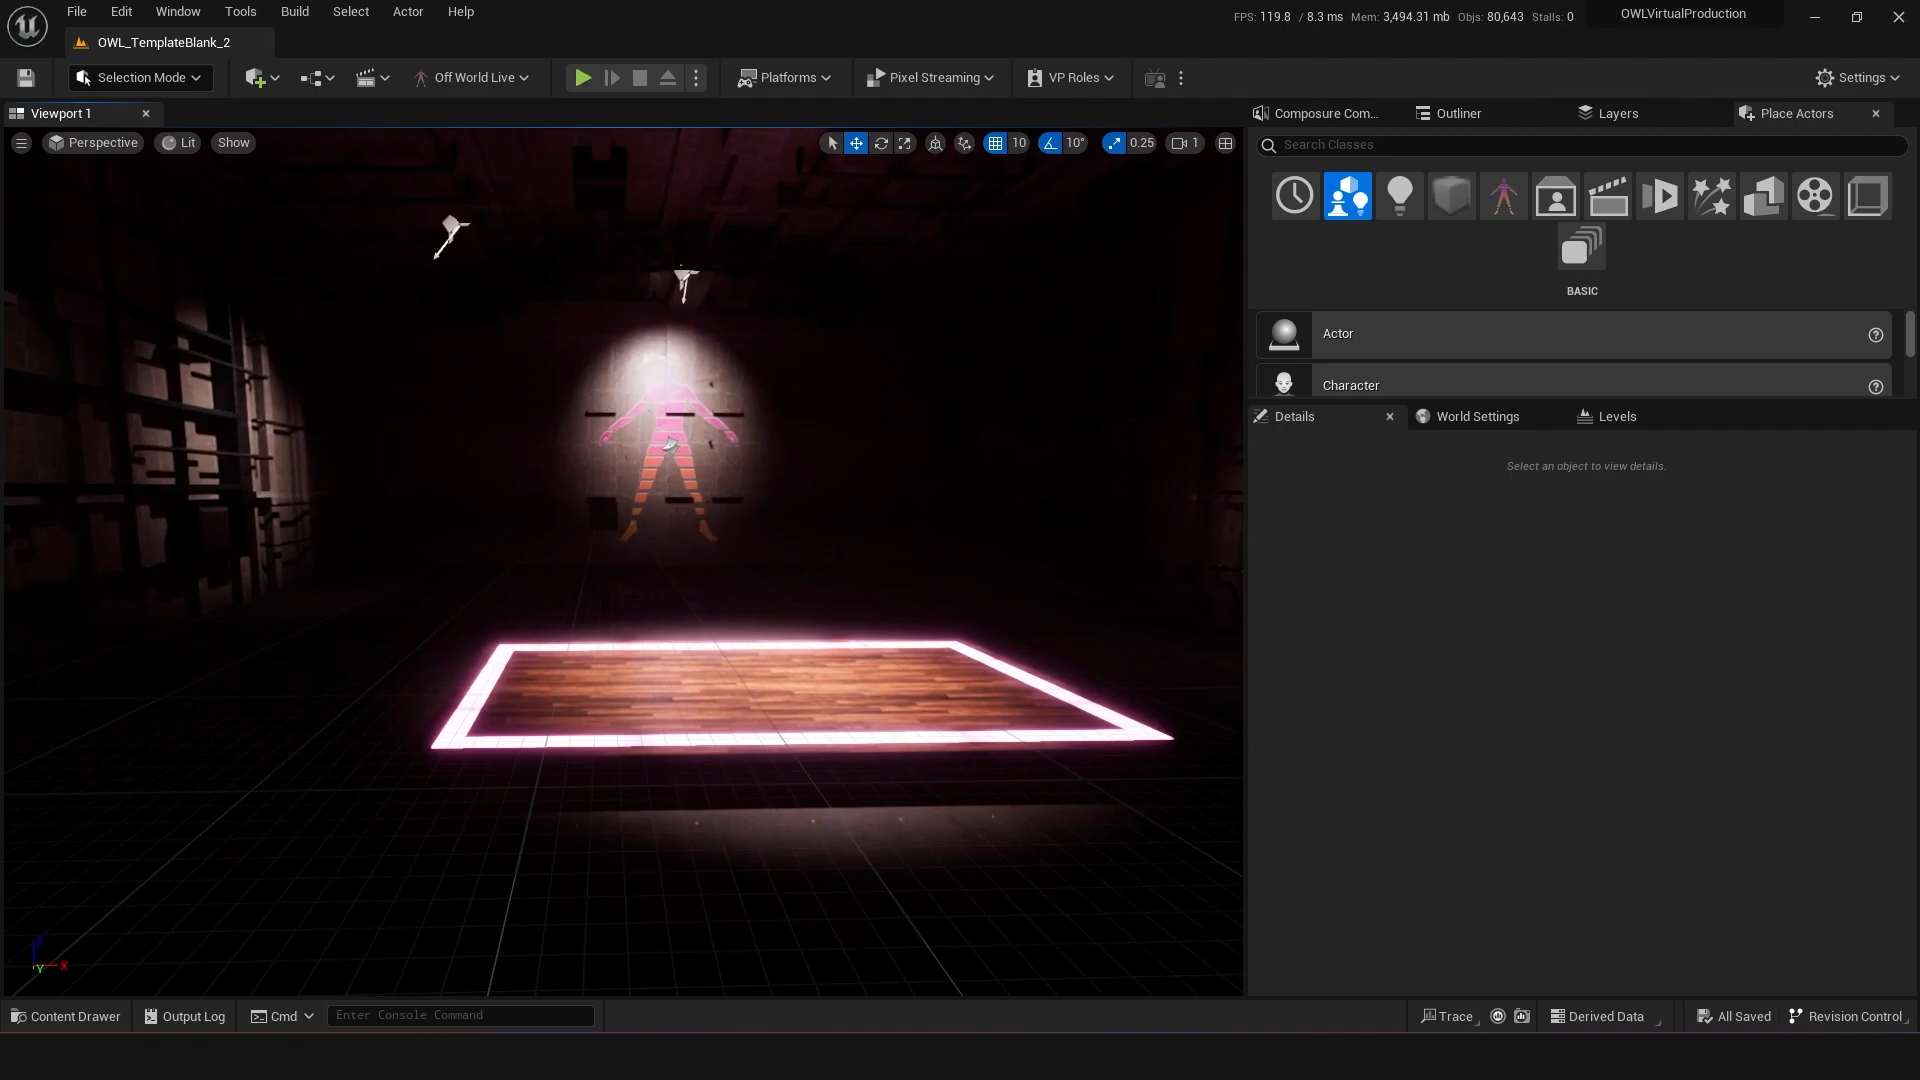 File Edit Window Tools Build Select Actor Help
FPS: 119.8 / 8.3 ms Mem: 3,494.31 mb Objs: 80,643 Stalls: 0
OWLVirtualProduction
OWL_TemplateBlank_2
Selection Mode
Off World Live
Platforms
Pixel Streaming
VP Roles
Settings
Viewport 1
Composure Com...
Outliner
Layers
Place Actors
Perspective
Lit
Show
10
10°
0.25
1
Search Classes
BASIC
Actor
Character
Details
World Settings
Levels
Select an object to view details.
Z
Y
X
Content Drawer
Output Log
Cmd
Enter Console Command
Trace
Derived Data
All Saved
Revision Control